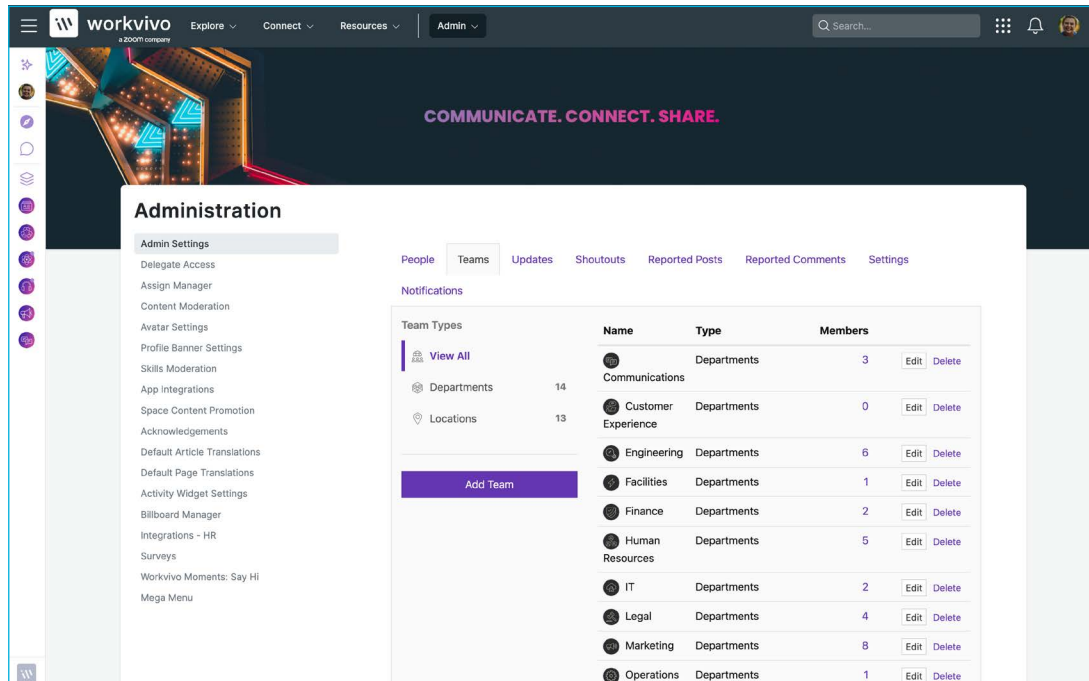 workvivo
a zoom company
Explore
Connect
Resources
Admin
Search...
COMMUNICATE. CONNECT. SHARE.
Administration
Admin Settings
Delegate Access
Assign Manager
Content Moderation
Avatar Settings
Profile Banner Settings
Skills Moderation
App Integrations
Space Content Promotion
Acknowledgements
Default Article Translations
Default Page Translations
Activity Widget Settings
Billboard Manager
Integrations - HR
Surveys
Workvivo Moments: Say Hi
Mega Menu
People Teams Updates Shoutouts Reported Posts Reported Comments Settings
Notifications
Team Types
View All
Departments 14
Locations 13
Add Team
Name Type Members
Communications Departments 3 Edit Delete
Customer Departments 0 Edit Delete
Experience
Engineering Departments 6 Edit Delete
Facilities Departments 1 Edit Delete
Finance Departments 2 Edit Delete
Human Departments 5 Edit Delete
Resources
IT Departments 2 Edit Delete
Legal Departments 4 Edit Delete
Marketing Departments 8 Edit Delete
Operations Departments 1 Edit Delete